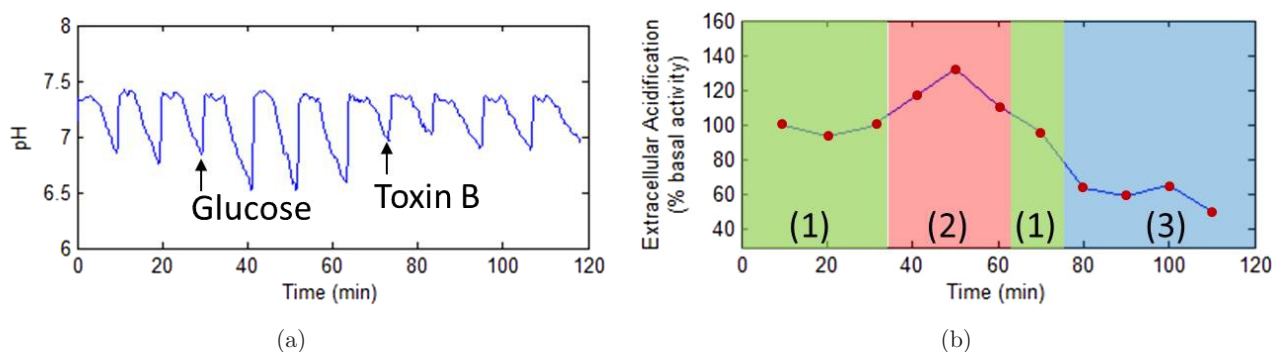 8
7.5
7
6.5
6
pH
Glucose
Toxin B
0 20 40 60 80 100 120
Time (min)
(a)
160
140
120
100
80
60
40
Extracellular Acidification
(% basal activity)
(1) (2) (1) (3)
0 20 40 60 80 100 120
Time (min)
(b)